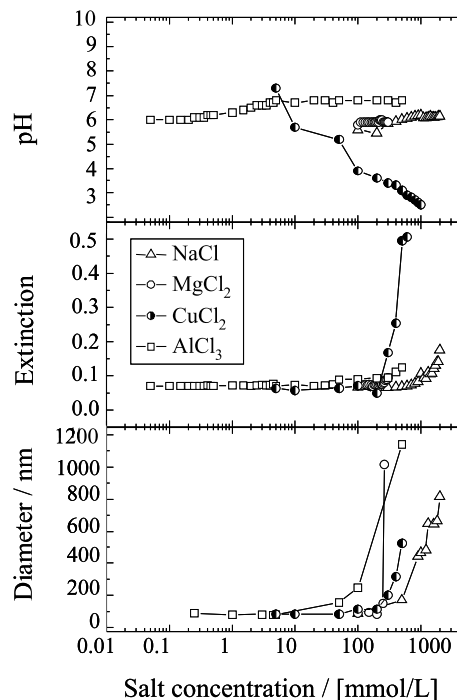 10
9
8
7
6
5
4
3
pH
0.5
0.4
0.3
0.2
0.1
0.0
Extinction
NaCl
MgCl₂
CuCl₂
AlCl₃
1200
1000
800
600
400
200
0
Diameter / nm
0.01 0.1 1 10 100 1000
Salt concentration / [mmol/L]